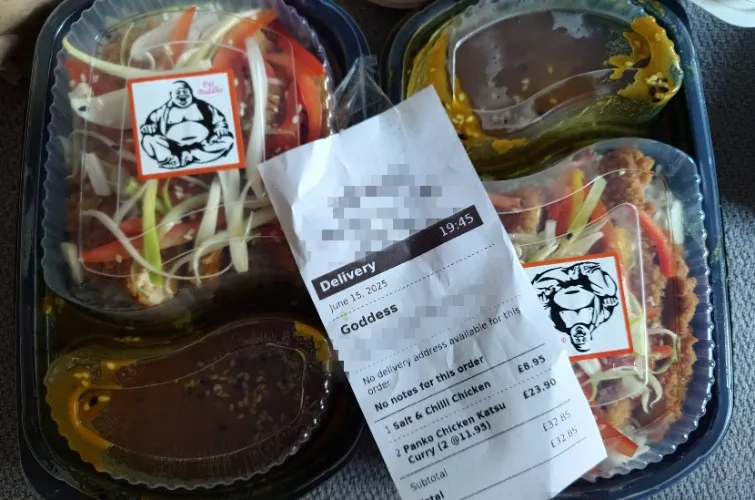 Fat
Buddha
19:45
Delivery
June 15, 2025
Goddess
No delivery address available for this
order
No notes for this order
1 Salt & Chilli Chicken £8.95
2 Panko Chicken Katsu £23.90
Curry (2 @11.95)
Subtotal £32.85
£32.85